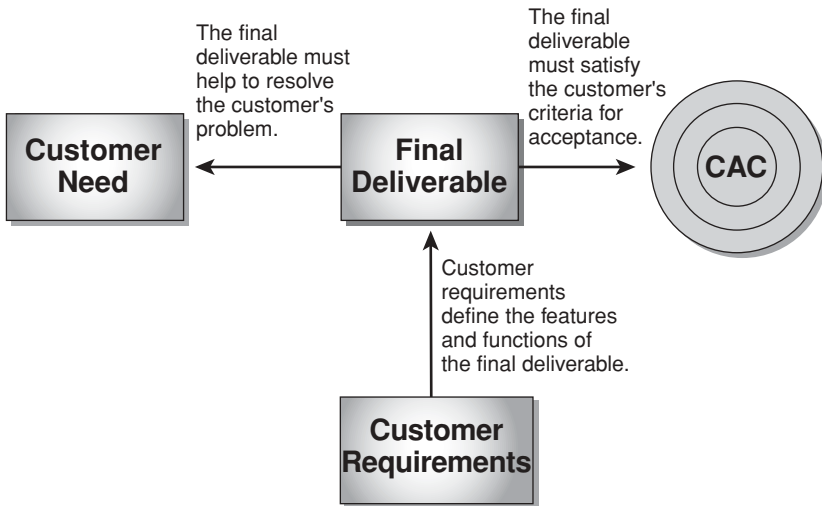 The final
deliverable must
help to resolve
the customer's
problem.
The final
deliverable
must satisfy
the customer's
criteria for
acceptance.
Customer
Need
Final
Deliverable
CAC
Customer
requirements
define the features
and functions of
the final deliverable.
Customer
Requirements